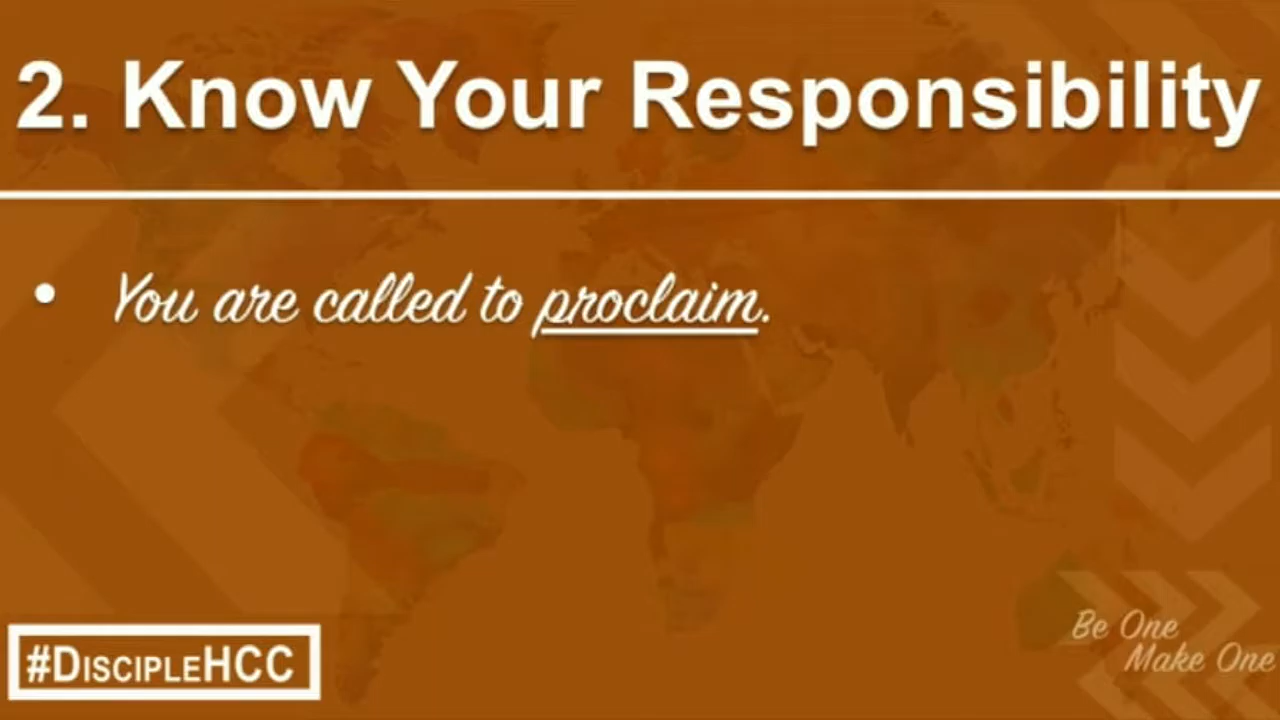 2. Know Your Responsibility
• You are called to proclaim.
#DISCIPLEHCC
Be One
Make One